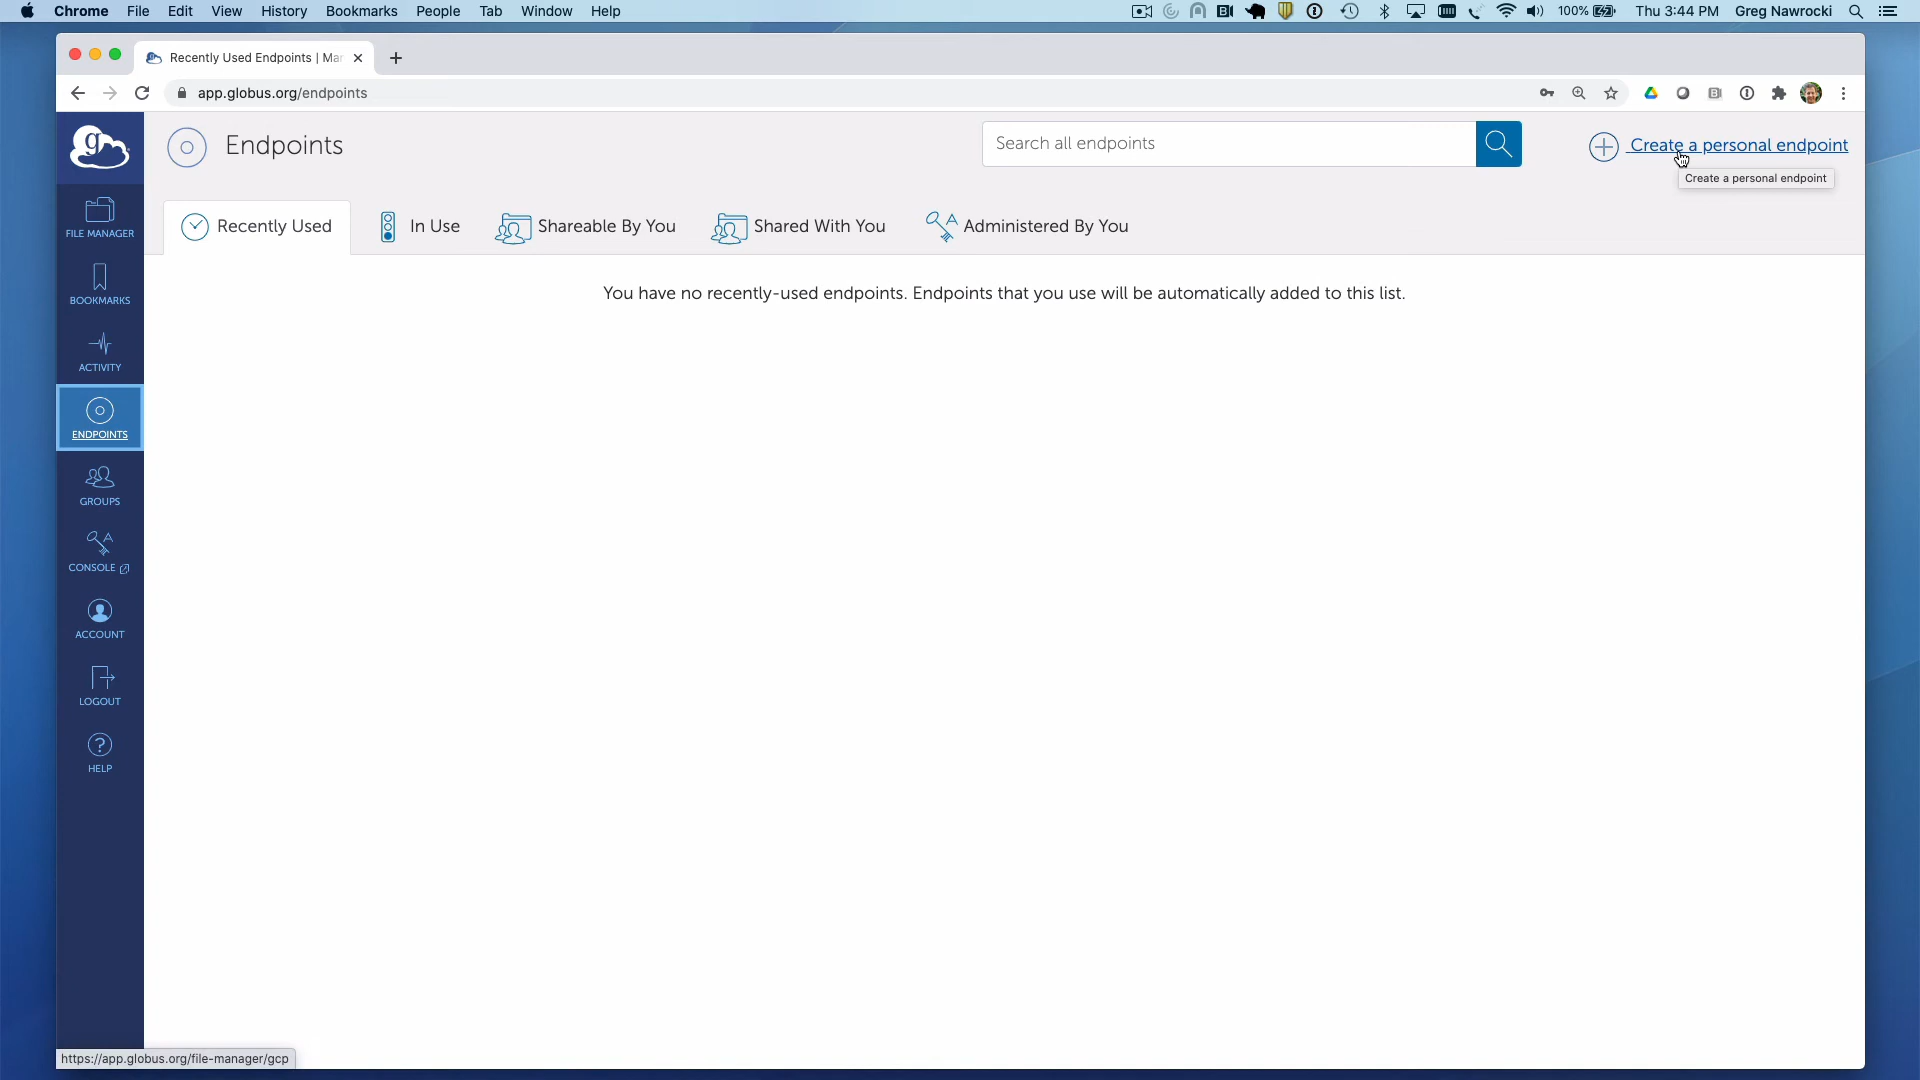 Chrome File Edit View History Bookmarks People Tab Window Help 100% Thu 3:44 PM Greg Nawrocki
Recently Used Endpoints | Mar
app.globus.org/endpoints
Endpoints
Search all endpoints
Create a personal endpoint
Create a personal endpoint
Recently Used In Use Shareable By You Shared With You Administered By You
You have no recently-used endpoints. Endpoints that you use will be automatically added to this list.
FILE MANAGER
BOOKMARKS
ACTIVITY
ENDPOINTS
GROUPS
CONSOLE
ACCOUNT
LOGOUT
HELP
https://app.globus.org/file-manager/gcp